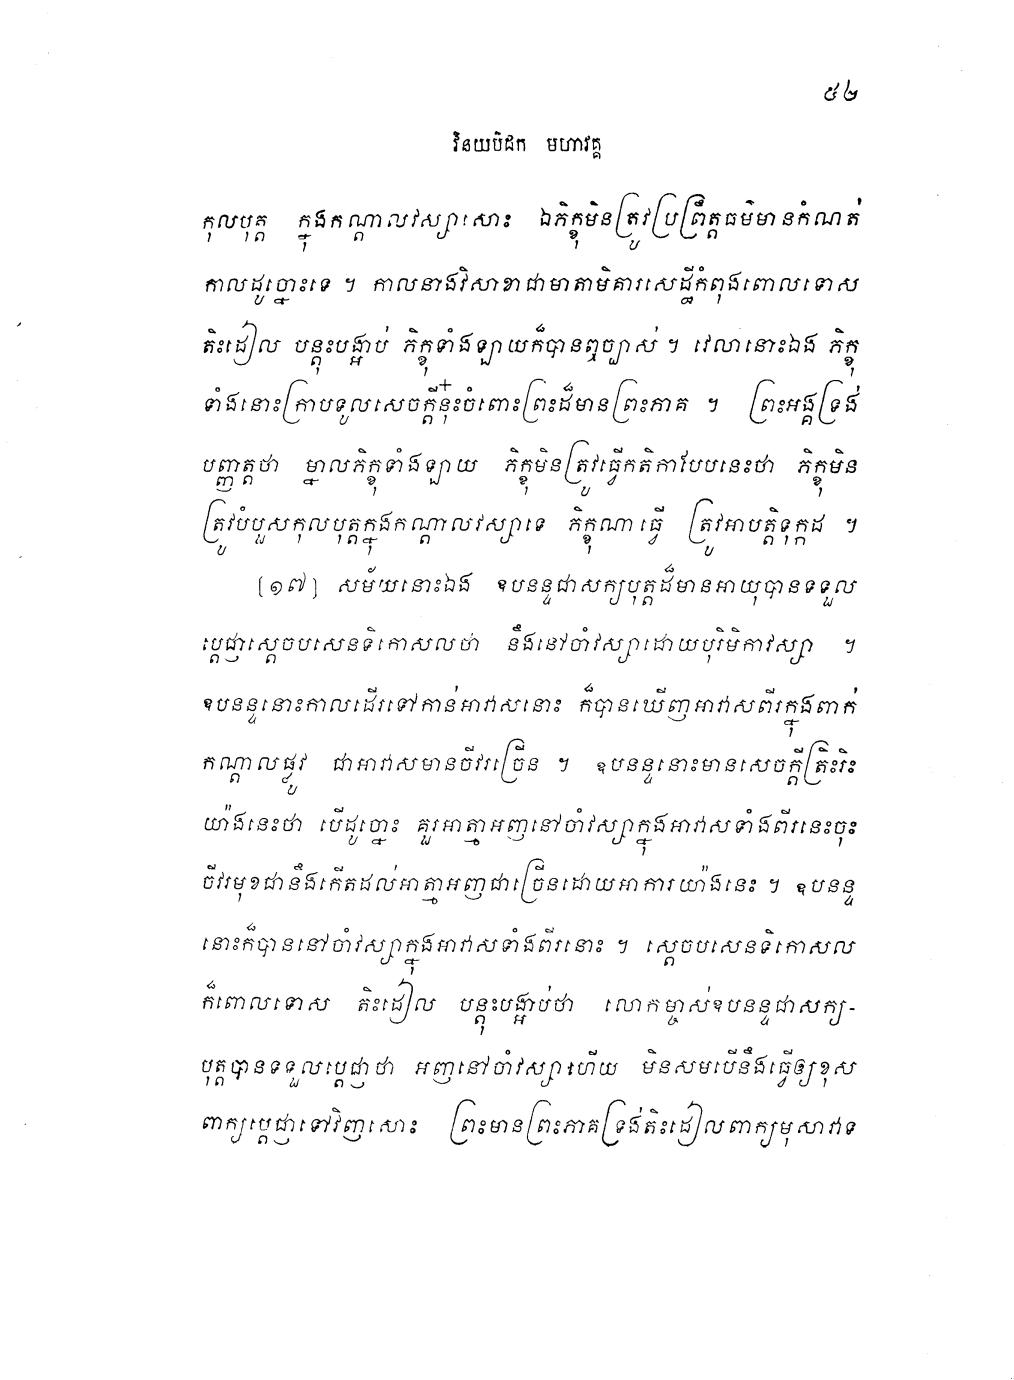 ៥២
វិនយបិដក មហាវគ្គ
កុលបុត្ត ក្នុងកណ្តាលវស្សាសោះ ឯភិក្ខុមិនត្រូវប្រព្រឹត្តធម៌មានកំណត់
កាលដូច្នោះទេ ។ កាលនាងវិសាខាជាមាតាមិគារសេដ្ឋីកំពុងពោលទោស
តិះដៀល បន្តុះបង្អាប់ ភិក្ខុទាំងឡាយក៏បានឮច្បាស់ ។ វេលានោះឯង ភិក្ខុ
ទាំងនោះក្រាបទូលសេចក្តីនុ៎ះចំពោះព្រះដ៏មានព្រះភាគ ។ ព្រះអង្គទ្រង់
បញ្ញត្តថា ម្នាលភិក្ខុទាំងឡាយ ភិក្ខុមិនត្រូវធ្វើកតិកាបែបនេះថា ភិក្ខុមិន
ត្រូវបំបួសកុលបុត្តក្នុងកណ្តាលវស្សាទេ ភិក្ខុណាធ្វើ ត្រូវអាបត្តិទុក្កដ ។
[១៧] សម័យនោះឯង ឧបនន្ទជាសក្យបុត្តដ៏មានអាយុបានទទួល
ប្តេជ្ញាស្តេចបសេនទិកោសលថា នឹងនៅចាំវស្សាដោយបុរិមិកាវស្សា ។
ឧបនន្ទនោះកាលដើរទៅកាន់អាវាសនោះ ក៏បានឃើញអាវាសពីរក្នុងពាក់
កណ្តាលផ្លូវ ជាអាវាសមានចីវរច្រើន ។ ឧបនន្ទនោះមានសេចក្តីត្រិះរិះ
យ៉ាងនេះថា បើដូច្នោះ គួរអាត្មាអញនៅចាំវស្សាក្នុងអាវាសទាំងពីរនេះចុះ
ចីវរមុខជានឹងកើតដល់អាត្មាអញជាច្រើនដោយអាការយ៉ាងនេះ ។ ឧបនន្ទ
នោះក៏បាននៅចាំវស្សាក្នុងអាវាសទាំងពីរនោះ ។ ស្តេចបសេនទិកោសល
ក៏ពោលទោស តិះដៀល បន្តុះបង្អាប់ថា លោកម្ចាស់ឧបនន្ទជាសក្យ-
បុត្តបានទទួលប្តេជ្ញាថា អញនៅចាំវស្សាហើយ មិនសមបើនឹងធ្វើឲ្យខុស
ពាក្យប្តេជ្ញាទៅវិញសោះ ព្រះមានព្រះភាគទ្រង់តិះដៀលពាក្យមុសាវាទ